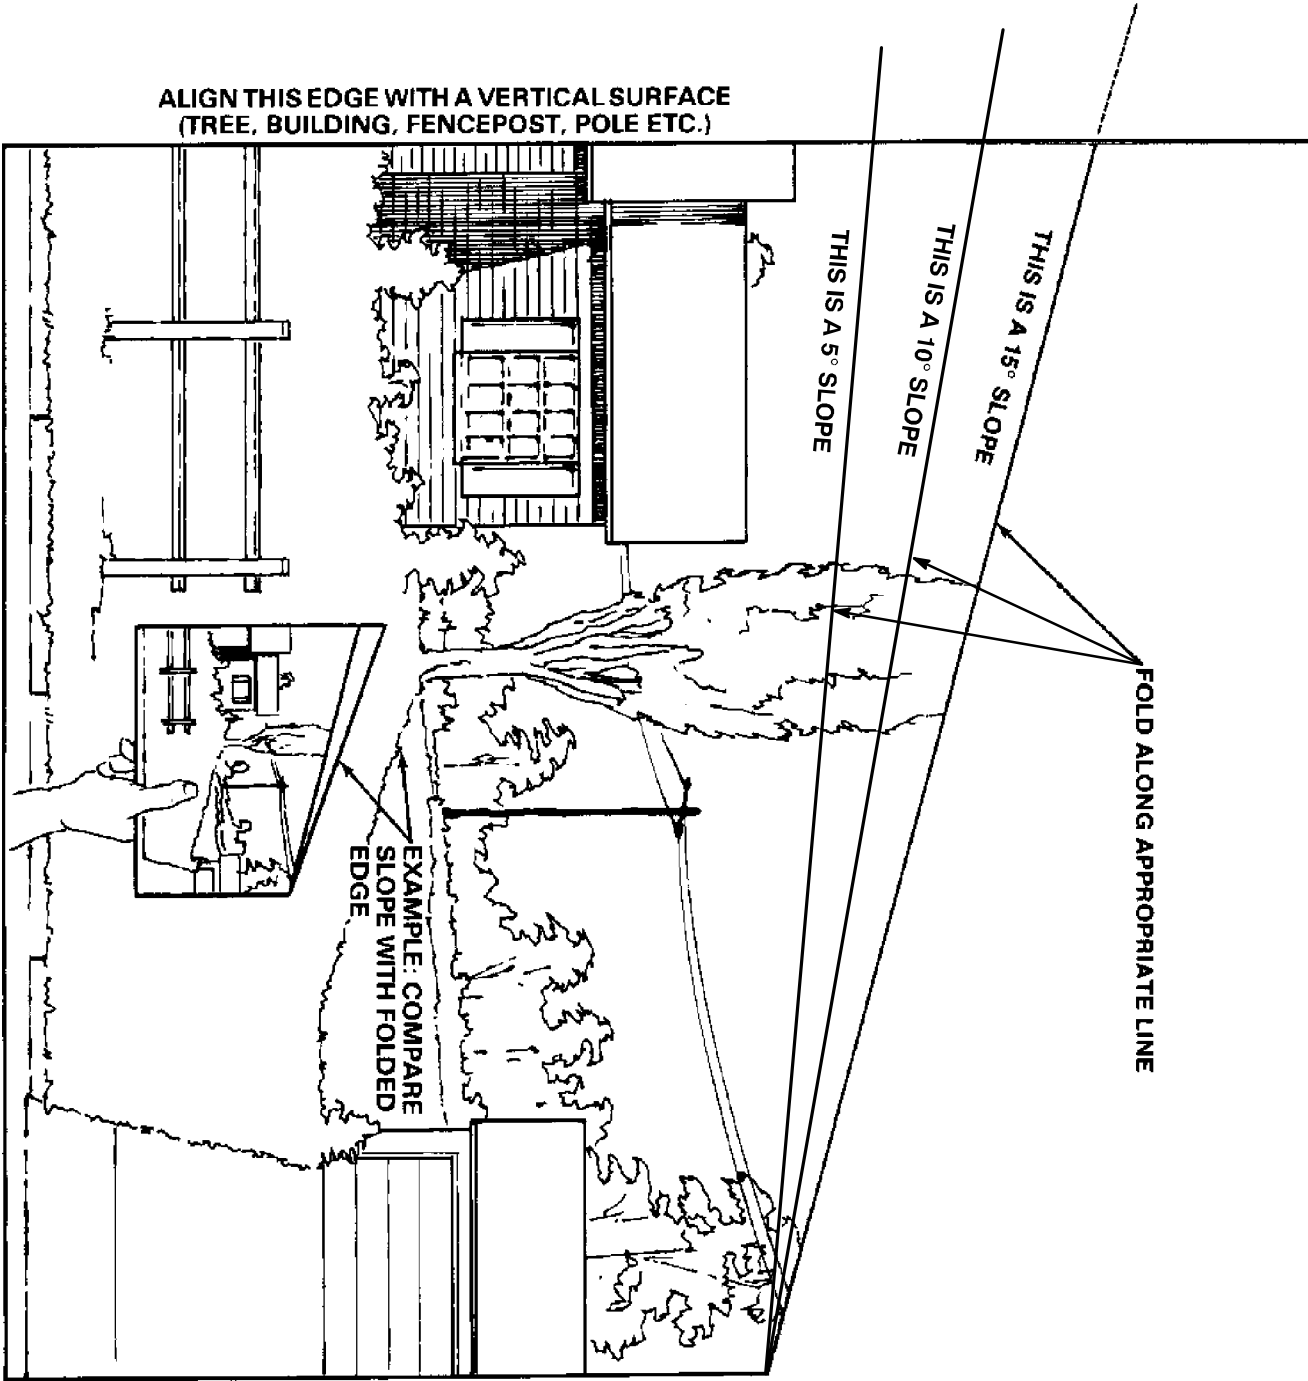 ALIGN THIS EDGE WITH A VERTICAL SURFACE
(TREE, BUILDING, FENCEPOST, POLE ETC.)
THIS IS A 15° SLOPE
THIS IS A 10° SLOPE
THIS IS A 5° SLOPE
FOLD ALONG APPROPRIATE LINE
EXAMPLE: COMPARE
SLOPE WITH FOLDED
EDGE